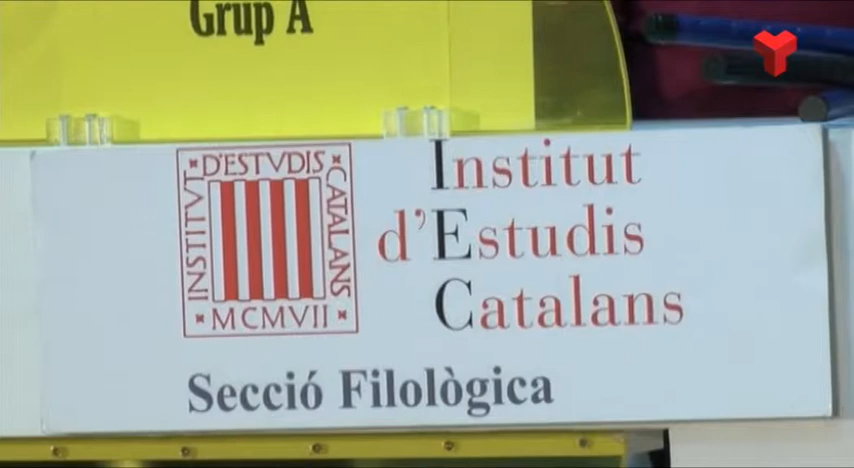 Grup A
INSTITVT D'ESTVDIS CATALANS
MCMVII
Institut
d'Estudis
Catalans
Secció Filològica